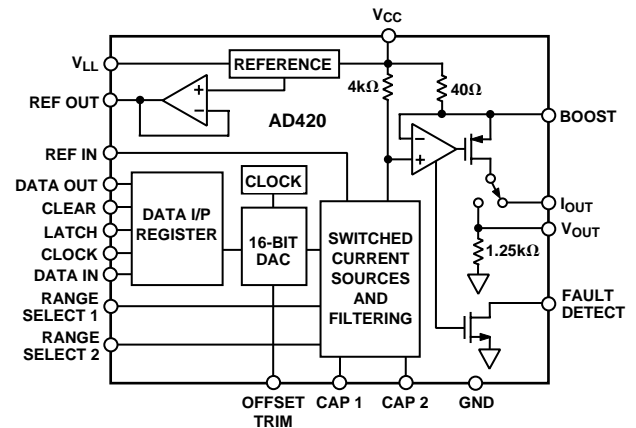 VCC
VLL
REFERENCE
4kΩ
40Ω
REF OUT
+
−
AD420
BOOST
REF IN
−
+
DATA OUT
CLOCK
CLEAR
IOUT
DATA I/P
REGISTER
LATCH
16-BIT
DAC
SWITCHED
CURRENT
SOURCES
AND
FILTERING
VOUT
CLOCK
1.25kΩ
DATA IN
RANGE
SELECT 1
FAULT
DETECT
RANGE
SELECT 2
OFFSET
TRIM
CAP 1
CAP 2
GND